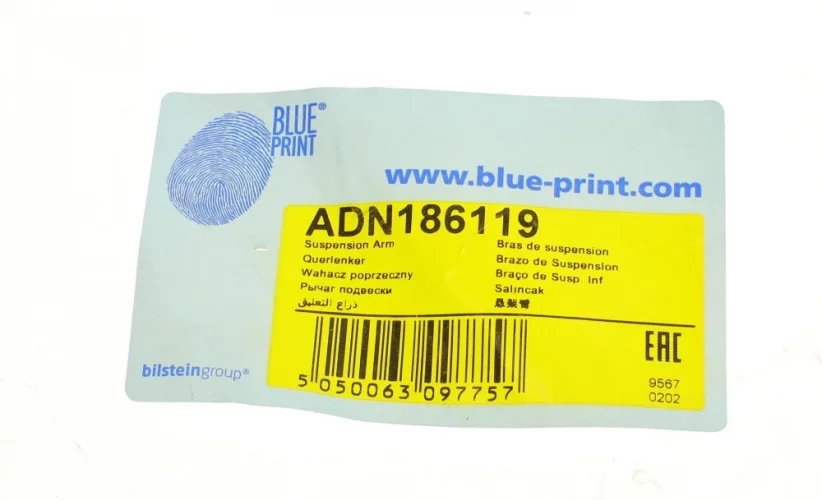 BLUE®
PRINT
www.blue-print.com
ADN186119
Suspension Arm
Querlenker
Wahacz poprzeczny
Рычаг подвески
ذراع التعليق
Bras de suspension
Brazo de Suspension
Braço de Susp. Inf
Salincak
悬架臂
5 050063 097757
EAC
9567
0202
bilsteingroup®